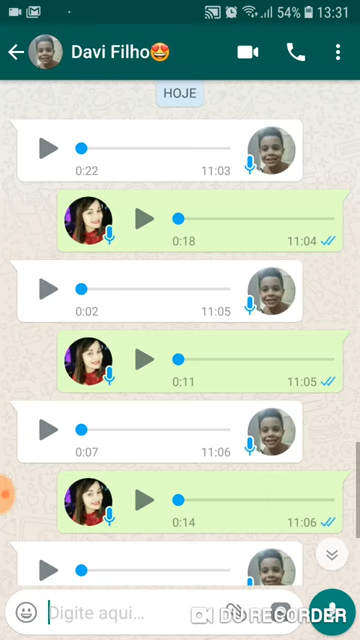 54% 13:31
Davi Filho🤩
HOJE
0:22 11:03
0:18 11:04
0:02 11:05
0:11 11:05
0:07 11:06
0:14 11:06
Digite aqui...
DU RECORDER